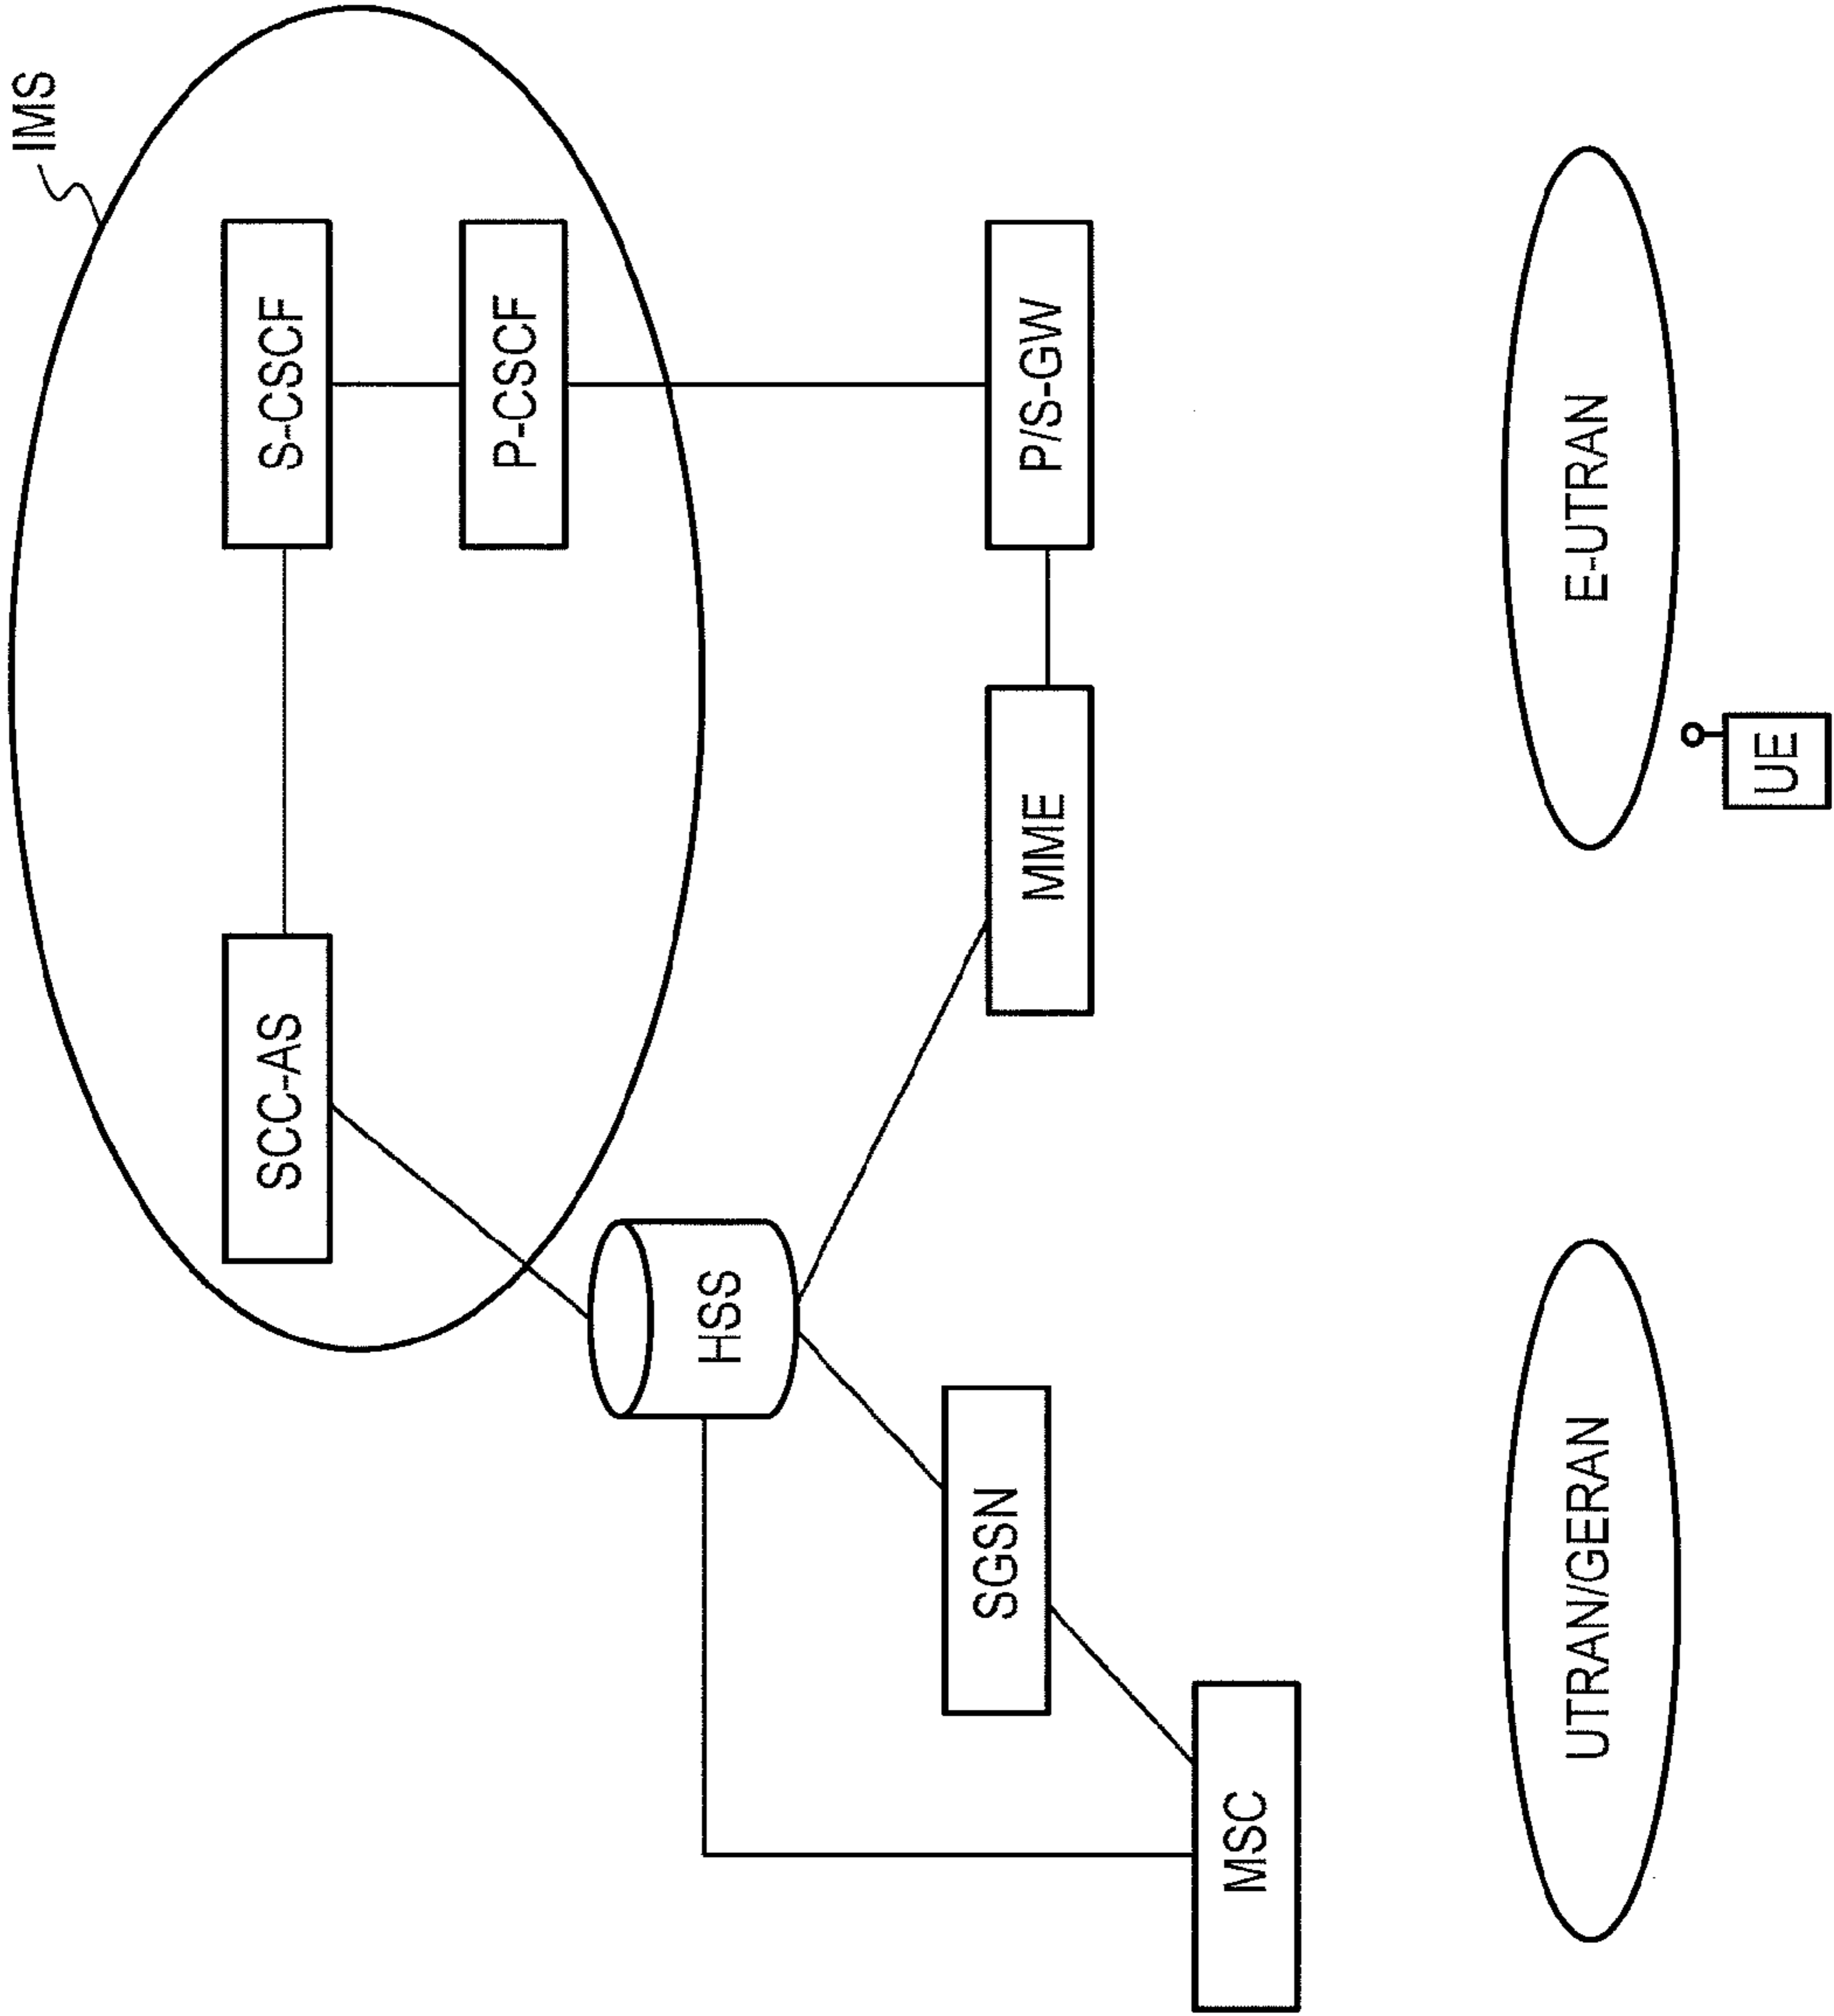 IMS
SCC-AS
S-CSCF
P-CSCF
HSS
SGSN
MME
P/S-GW
MSC
UTRAN/GERAN
E-UTRAN
UE